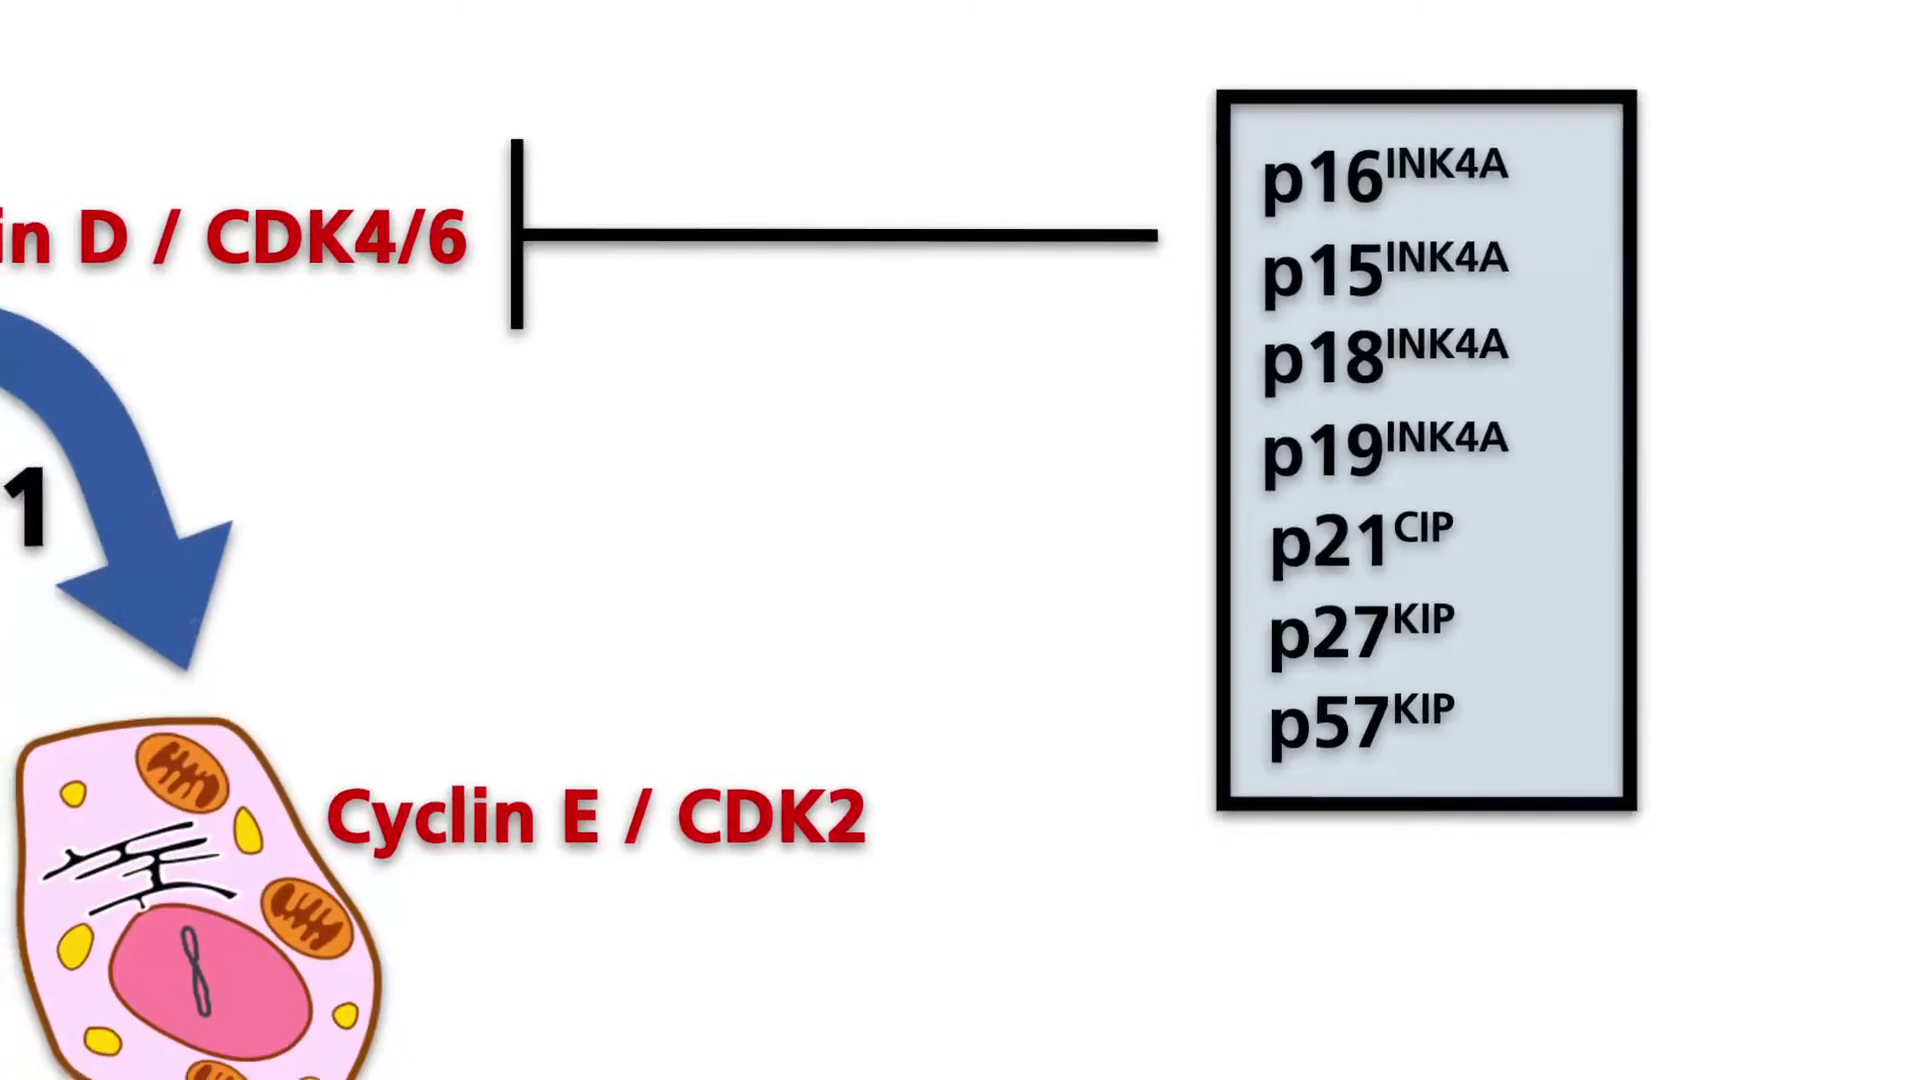 in D / CDK4/6
1
Cyclin E / CDK2
p16INK4A
p15INK4A
p18INK4A
p19INK4A
p21CIP
p27KIP
p57KIP